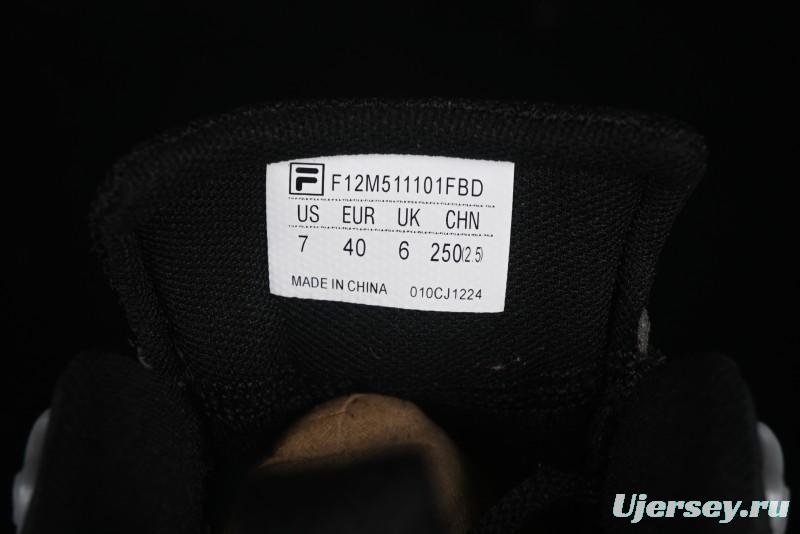 F F12M511101FBD
US EUR UK CHN
7 40 6 250(2.5)
MADE IN CHINA 010CJ1224
Ujersey.ru